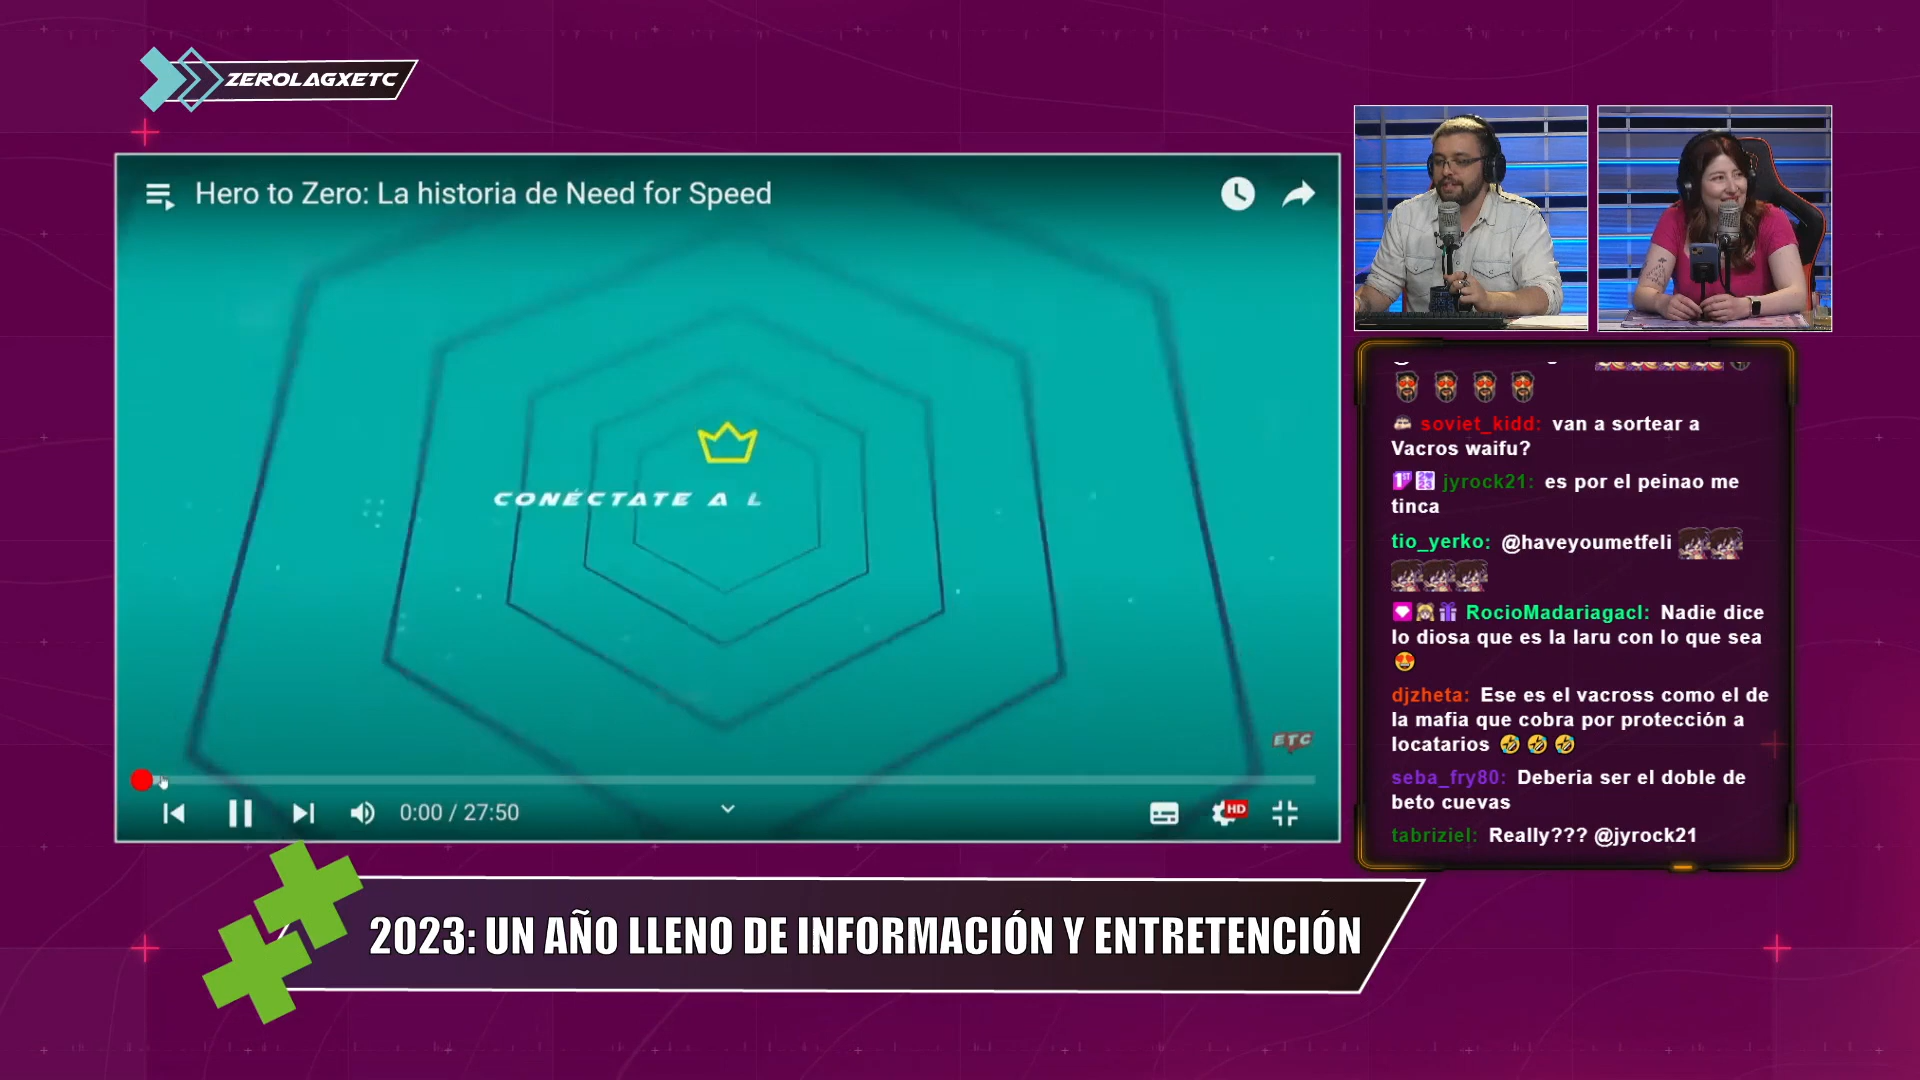 ZEROLAGXETC
Hero to Zero: La historia de Need for Speed
CONÉCTATE A L
ETC
0:00 / 27:50
HD
soviet_kidd: van a sortear a
Vacros waifu?
1ST 2023 jyrock21: es por el peinao me
tinca
tio_yerko: @haveyoumetfeli
RocioMadariagacl: Nadie dice
lo diosa que es la laru con lo que sea
😍
djzheta: Ese es el vacross como el de
la mafia que cobra por protección a
locatarios 🤣 🤣 🤣
seba_fry80: Deberia ser el doble de
beto cuevas
tabriziel: Really??? @jyrock21
2023: UN AÑO LLENO DE INFORMACIÓN Y ENTRETENCIÓN